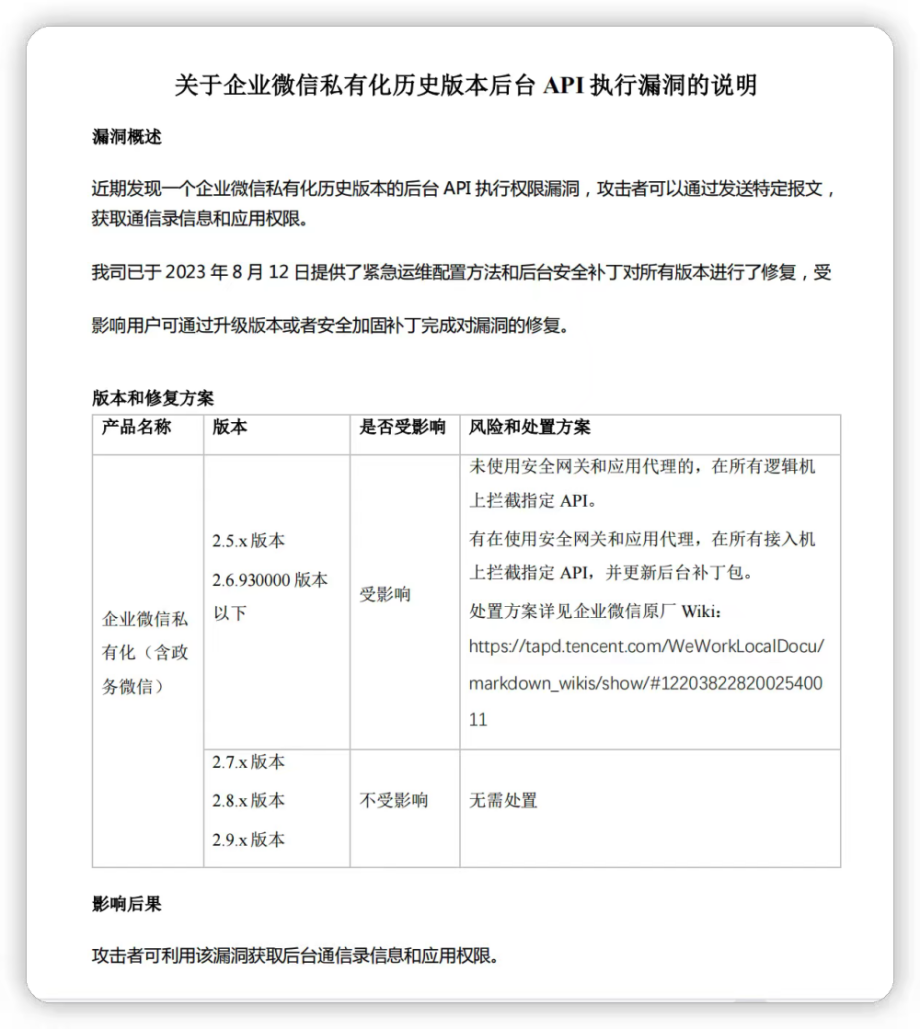 关于企业微信私有化历史版本后台 API 执行漏洞的说明
漏洞概述
近期发现一个企业微信私有化历史版本的后台 API 执行权限漏洞，攻击者可以通过发送特定报文，
获取通信录信息和应用权限。
我司已于 2023 年 8 月 12 日提供了紧急运维配置方法和后台安全补丁对所有版本进行了修复，受
影响用户可通过升级版本或者安全加固补丁完成对漏洞的修复。
版本和修复方案
产品名称 版本 是否受影响 风险和处置方案
企业微信私
有化（含政
务微信）
2.5.x 版本
2.6.930000 版本
以下
受影响
未使用安全网关和应用代理的，在所有逻辑机
上拦截指定 API。
有在使用安全网关和应用代理，在所有接入机
上拦截指定 API，并更新后台补丁包。
处置方案详见企业微信原厂 Wiki：
https://tapd.tencent.com/WeWorkLocalDocu/
markdown_wikis/show/#12203822820025400
11
2.7.x 版本
2.8.x 版本
2.9.x 版本
不受影响
无需处置
影响后果
攻击者可利用该漏洞获取后台通信录信息和应用权限。